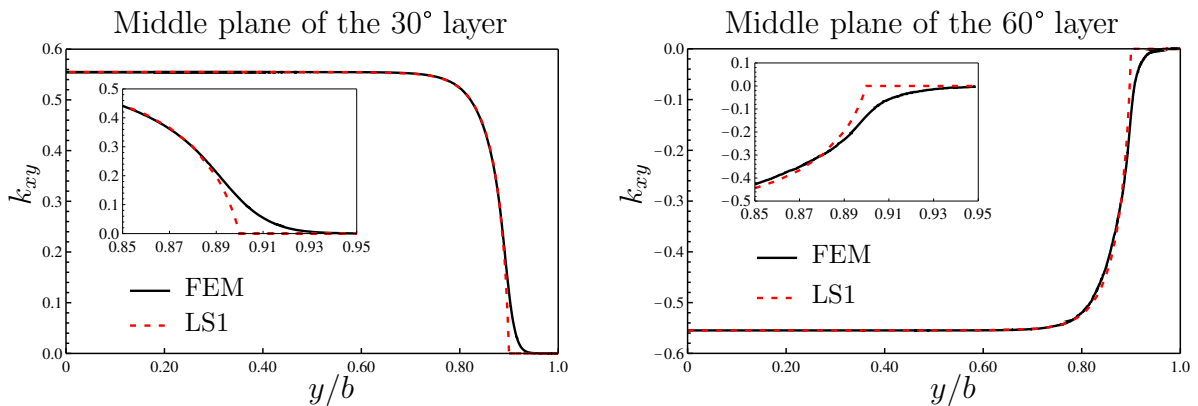 Middle plane of the 30° layer
0.6
0.5
0.4
0.3
0.2
0.1
0.0
k_xy
0.5
0.4
0.3
0.2
0.1
0.0
0.85 0.87 0.89 0.91 0.93 0.95
FEM
LS1
0 0.20 0.40 0.60 0.80 1.0
y/b
Middle plane of the 60° layer
0.0
−0.1
−0.2
−0.3
−0.4
−0.5
−0.6
k_xy
0.1
0.0
−0.1
−0.2
−0.3
−0.4
−0.5
0.85 0.87 0.89 0.91 0.93 0.95
FEM
LS1
0 0.20 0.40 0.60 0.80 1.0
y/b